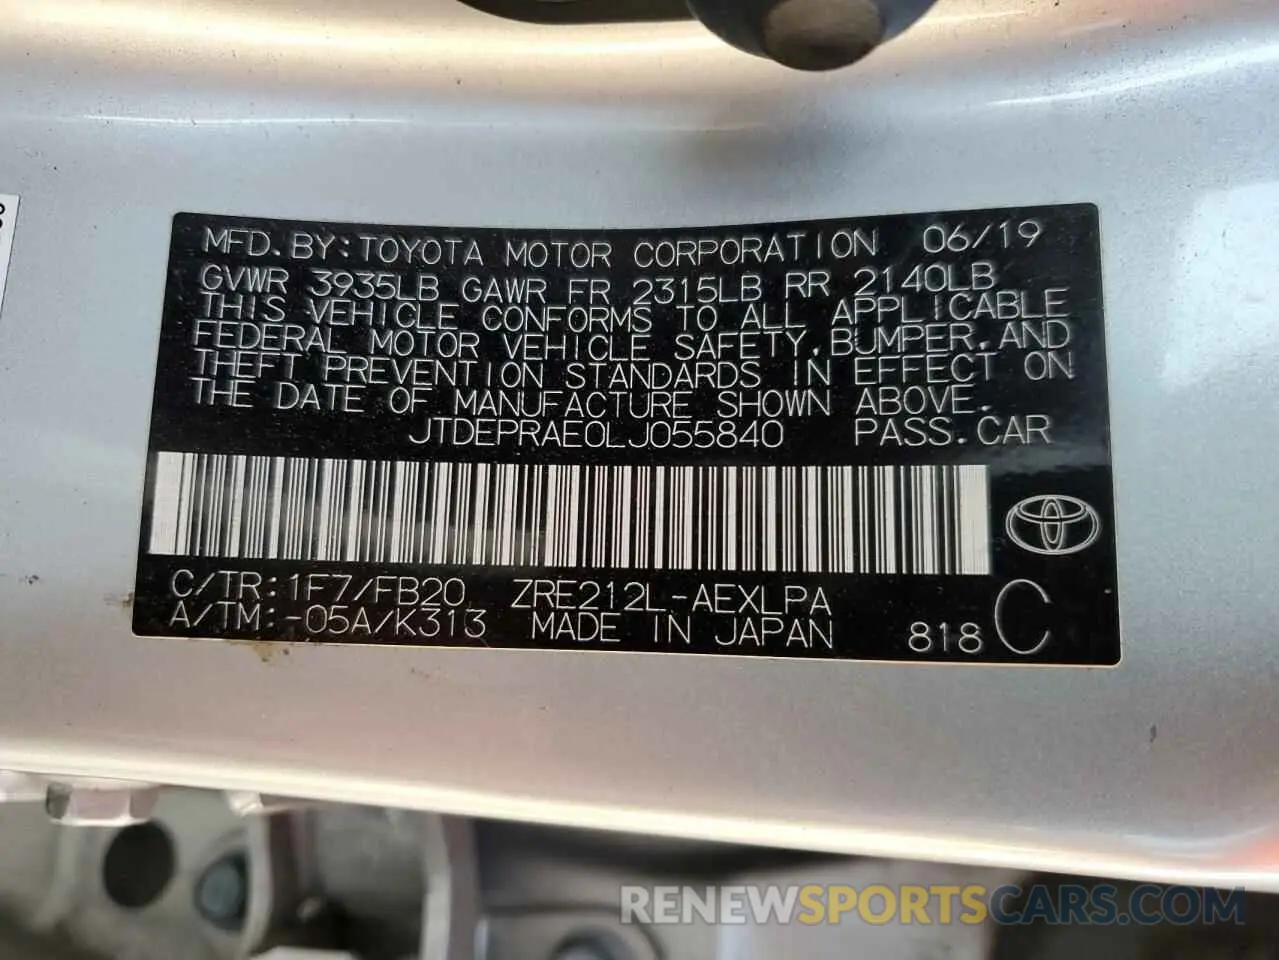 MFD.BY:TOYOTA MOTOR CORPORATION 06/19
GVWR 3935LB GAWR FR 2315LB RR 2140LB
THIS VEHICLE CONFORMS TO ALL APPLICABLE
FEDERAL MOTOR VEHICLE SAFETY,BUMPER,AND
THEFT PREVENTION STANDARDS IN EFFECT ON
THE DATE OF MANUFACTURE SHOWN ABOVE.
JTDEPRAE0LJ055840 PASS.CAR
C/TR:1F7/FB20 ZRE212L-AEXLPA
A/TM:-05A/K313 MADE IN JAPAN 818 C
RENEWSPORTSCARS.COM